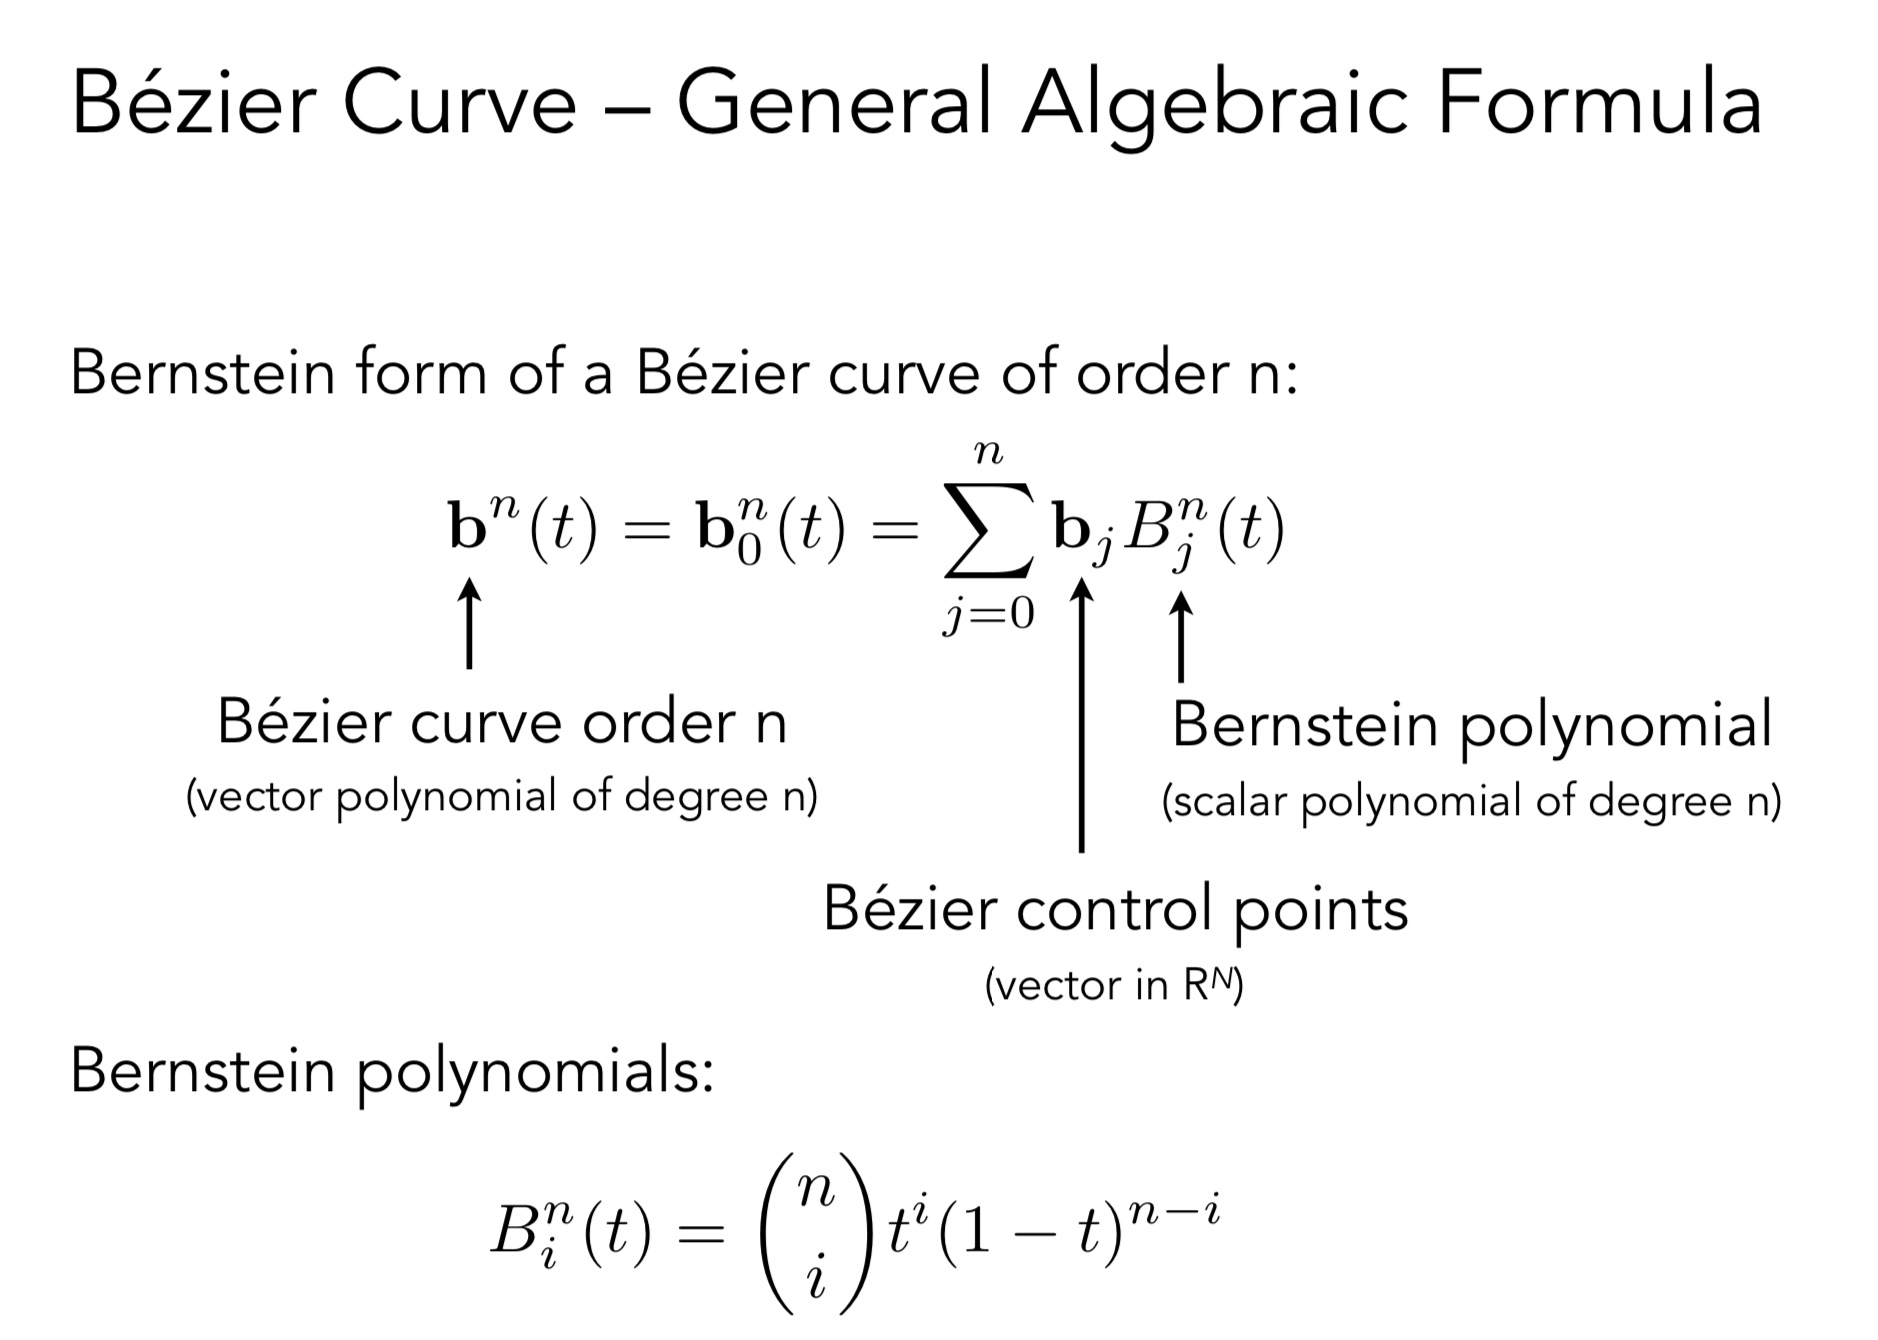 Bézier Curve – General Algebraic Formula
Bernstein form of a Bézier curve of order n:
$\mathbf{b}^n(t) = \mathbf{b}_0^n(t) = \sum_{j=0}^{n} \mathbf{b}_j B_j^n(t)$
Bézier curve order n
(vector polynomial of degree n)
Bernstein polynomial
(scalar polynomial of degree n)
Bézier control points
(vector in R^N)
Bernstein polynomials:
$B_i^n(t) = \binom{n}{i} t^i (1 - t)^{n-i}$